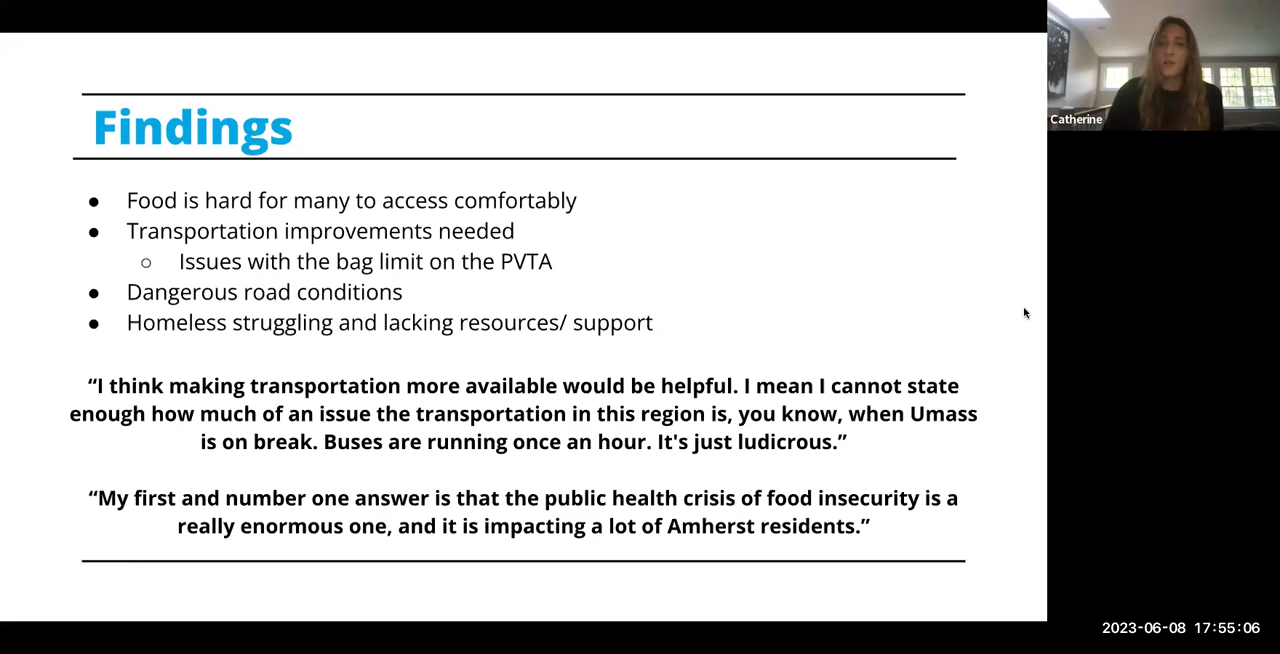 Findings
● Food is hard for many to access comfortably
● Transportation improvements needed
○ Issues with the bag limit on the PVTA
● Dangerous road conditions
● Homeless struggling and lacking resources/ support
“I think making transportation more available would be helpful. I mean I cannot state
enough how much of an issue the transportation in this region is, you know, when Umass
is on break. Buses are running once an hour. It's just ludicrous.”
“My first and number one answer is that the public health crisis of food insecurity is a
really enormous one, and it is impacting a lot of Amherst residents.”
Catherine
2023-06-08 17:55:06